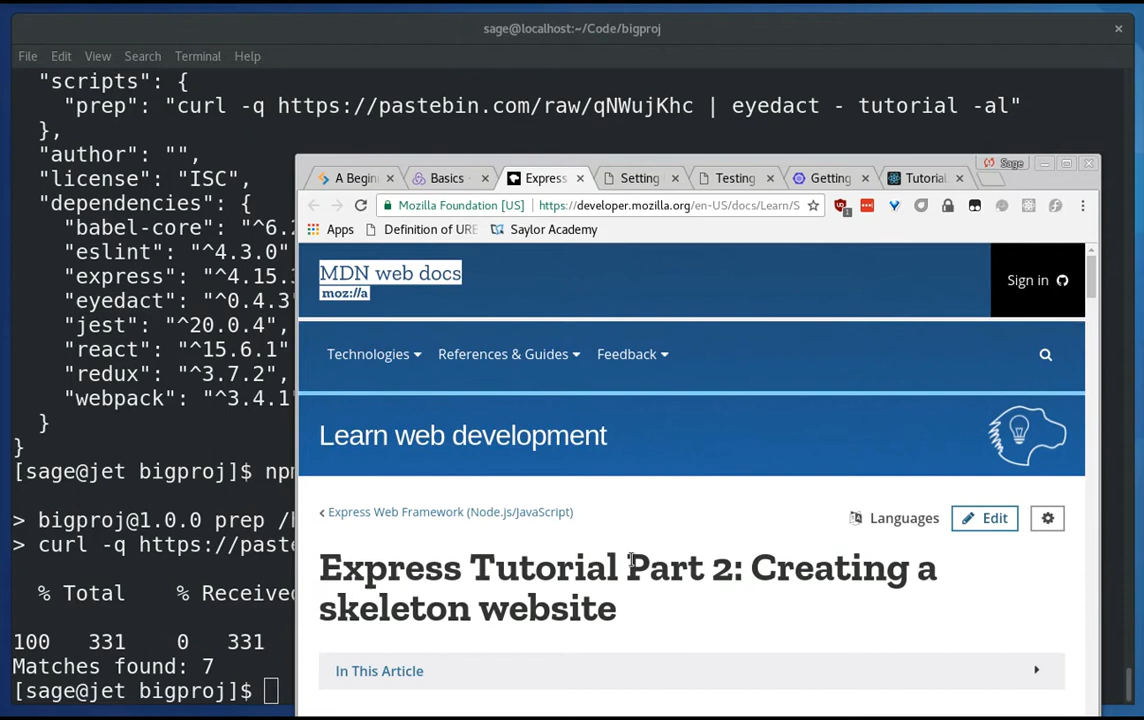 sage@localhost:~/Code/bigproj
File Edit View Search Terminal Help
"scripts": {
"prep": "curl -q https://pastebin.com/raw/qNWujKhc | eyedact - tutorial -al"
},
"author": "",
"license": "ISC",
"dependencies": {
"babel-core": "^6.2
"eslint": "^4.3.0"
"express": "^4.15.3
"eyedact": "^0.4.3"
"jest": "^20.0.4",
"react": "^15.6.1"
"redux": "^3.7.2",
"webpack": "^3.4.1"
}
}
[sage@jet bigproj]$ npm
> bigproj@1.0.0 prep /h
> curl -q https://paste
% Total % Received
100 331 0 331
Matches found: 7
[sage@jet bigproj]$
Sage
A Begin
Basics
Express
Setting
Testing
Getting
Tutorial
Mozilla Foundation [US] https://developer.mozilla.org/en-US/docs/Learn/S
1
Apps Definition of URE Saylor Academy
MDN web docs
moz://a
Sign in
Technologies References & Guides Feedback
Learn web development
Express Web Framework (Node.js/JavaScript)
Languages Edit
Express Tutorial Part 2: Creating a
skeleton website
In This Article